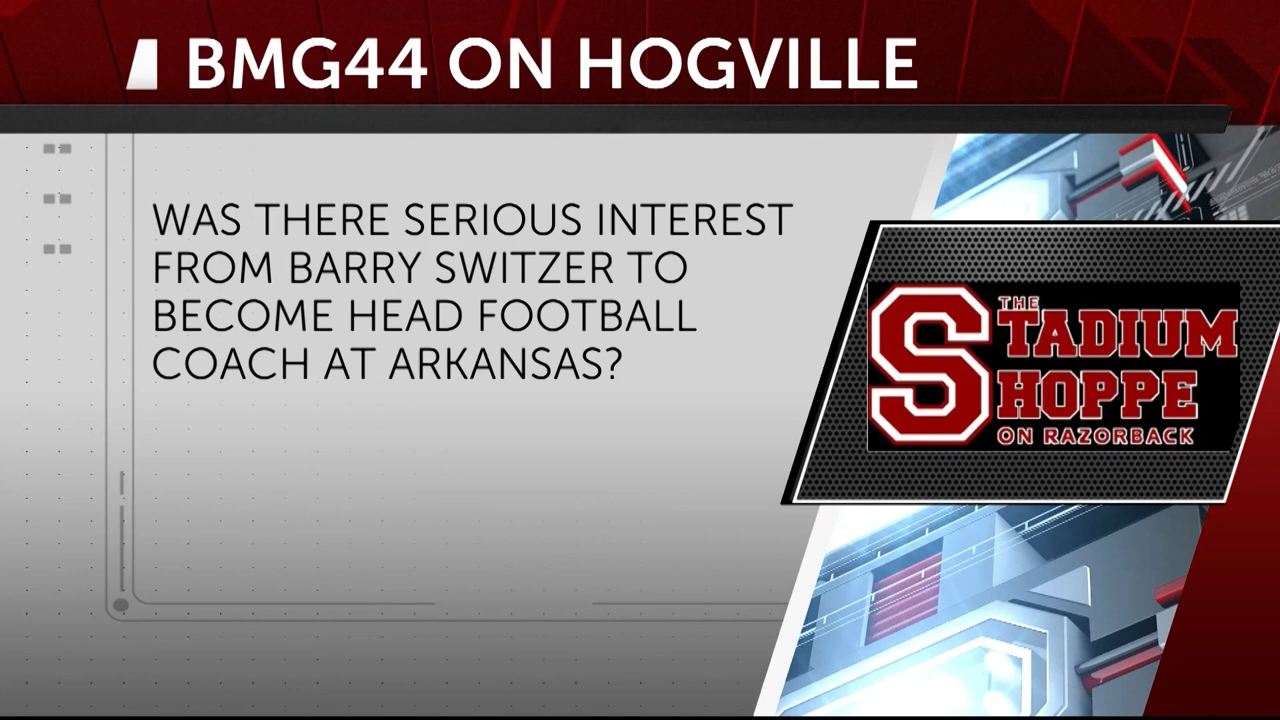 BMG44 ON HOGVILLE
WAS THERE SERIOUS INTEREST
FROM BARRY SWITZER TO
BECOME HEAD FOOTBALL
COACH AT ARKANSAS?
THE
STADIUM
SHOPPE
ON RAZORBACK